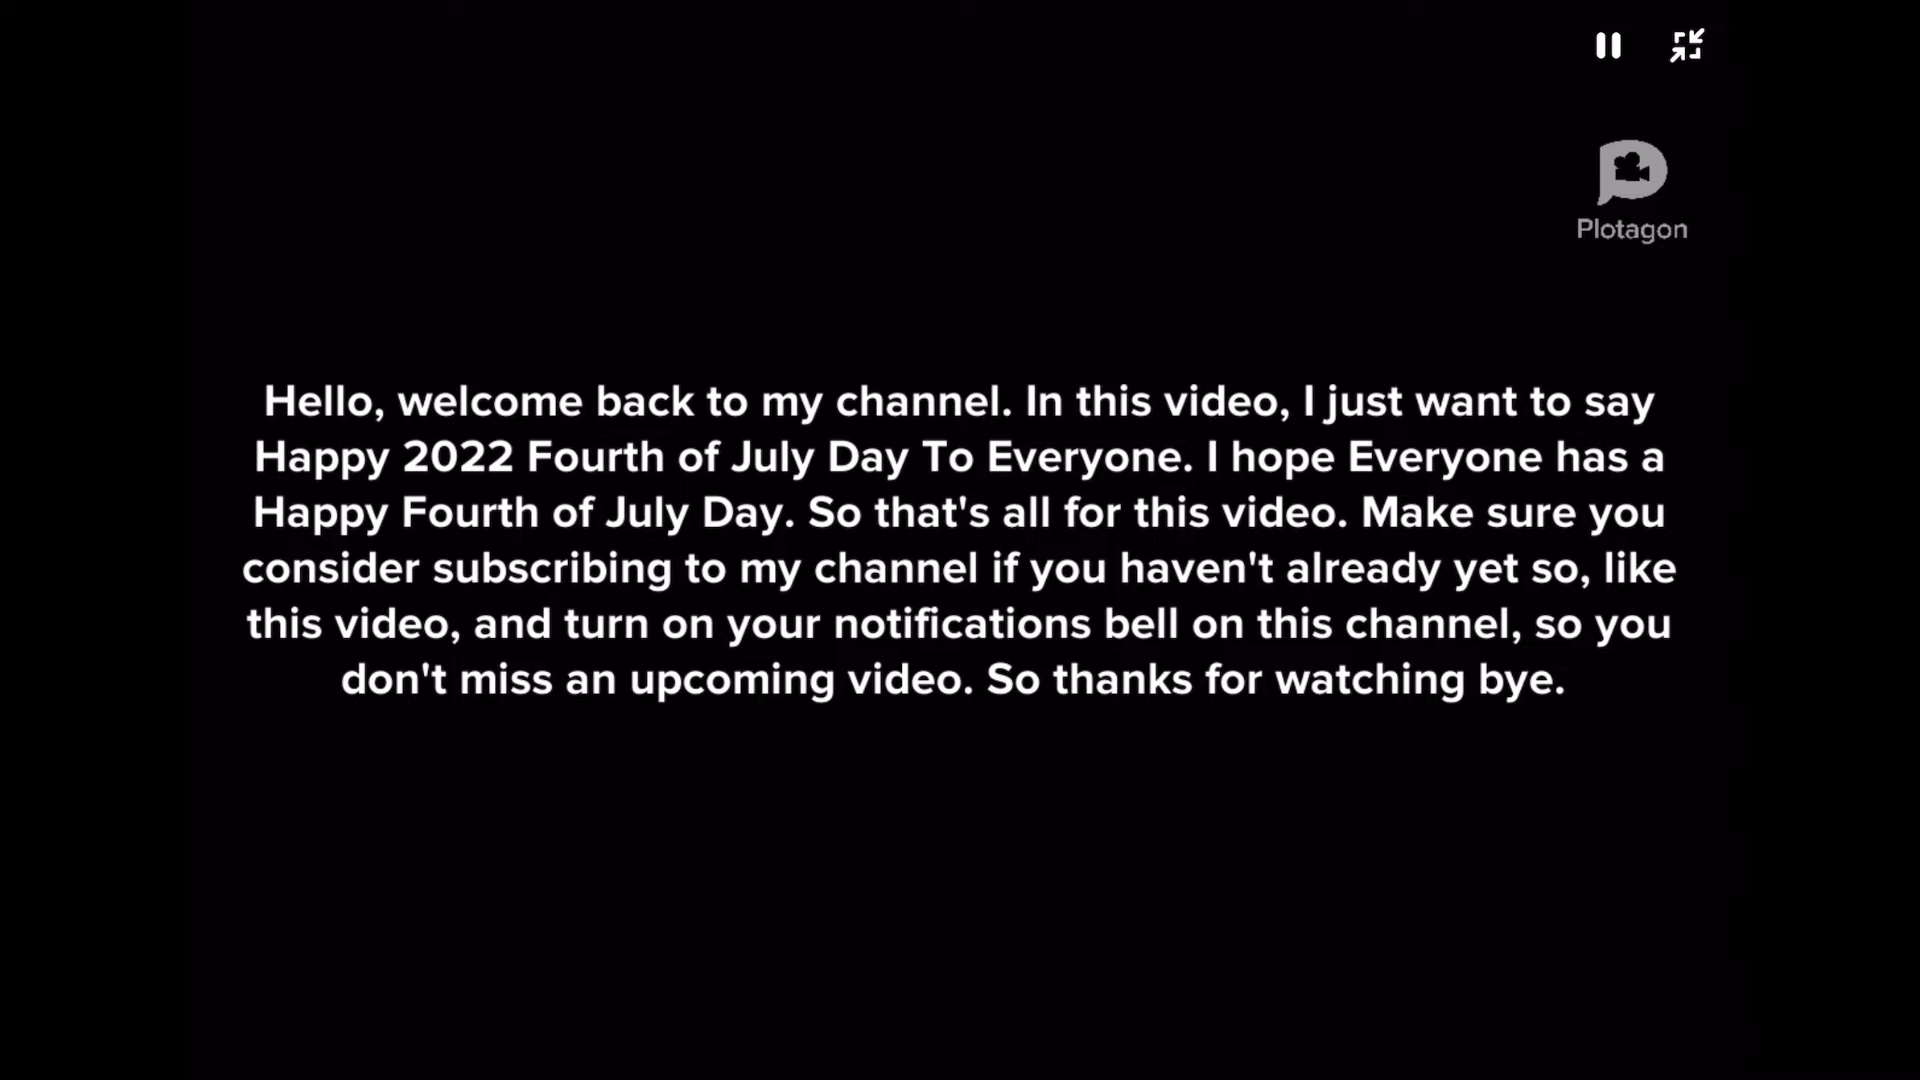 Plotagon
Hello, welcome back to my channel. In this video, I just want to say
Happy 2022 Fourth of July Day To Everyone. I hope Everyone has a
Happy Fourth of July Day. So that's all for this video. Make sure you
consider subscribing to my channel if you haven't already yet so, like
this video, and turn on your notifications bell on this channel, so you
don't miss an upcoming video. So thanks for watching bye.